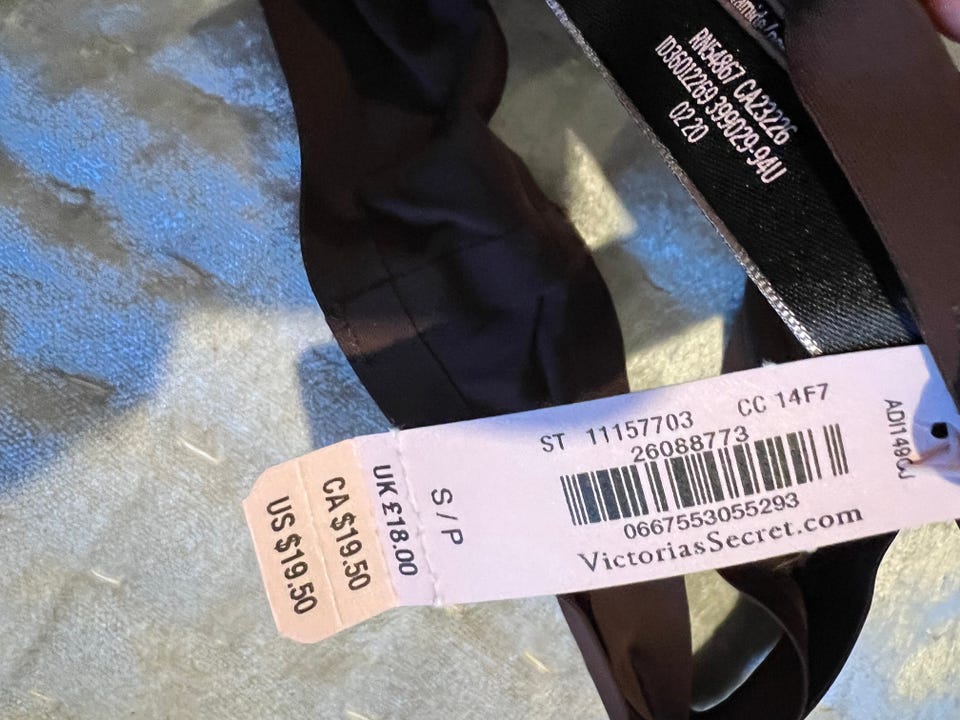 RN54867 CA23226
ID36012269 399029-94U
02 20
ST 11157703 CC 14F7
26088773
0667553055293
VictoriasSecret.com
S / P
UK £18.00
CA $19.50
US $19.50